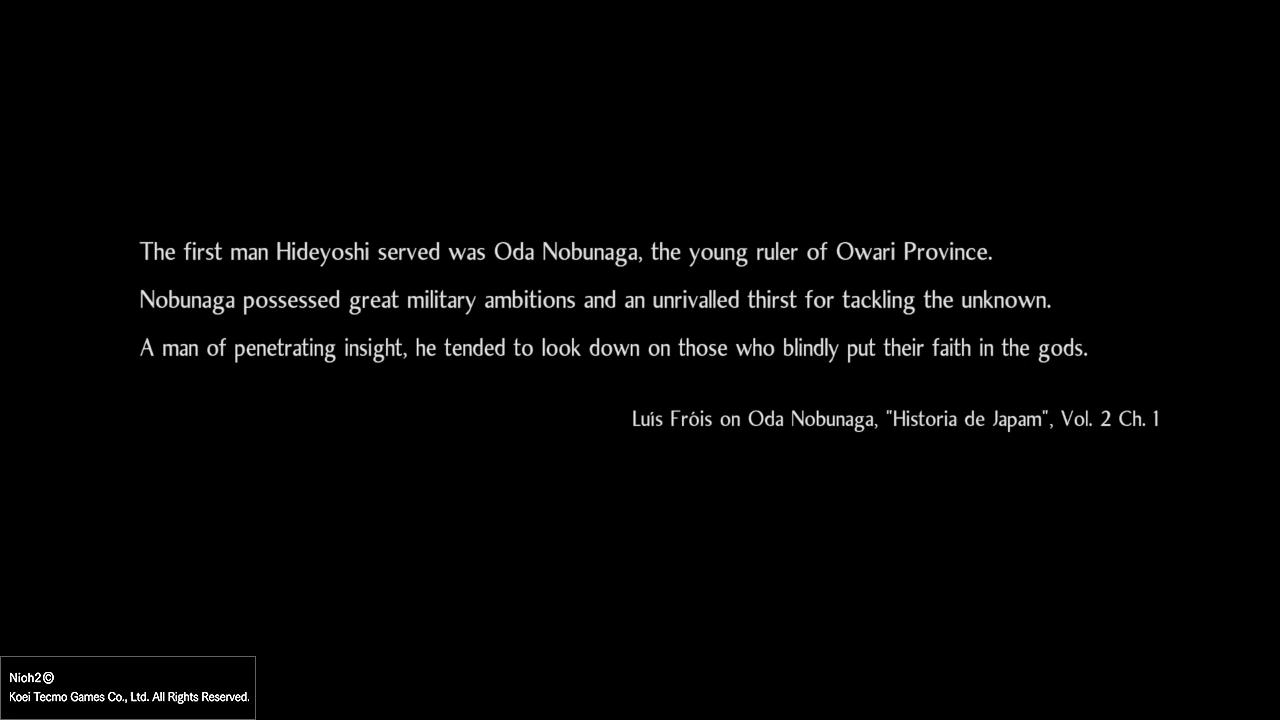 The first man Hideyoshi served was Oda Nobunaga, the young ruler of Owari Province.
Nobunaga possessed great military ambitions and an unrivalled thirst for tackling the unknown.
A man of penetrating insight, he tended to look down on those who blindly put their faith in the gods.
Luís Fróis on Oda Nobunaga, "Historia de Japam", Vol. 2 Ch. 1
Nioh2©
Koei Tecmo Games Co., Ltd. All Rights Reserved.